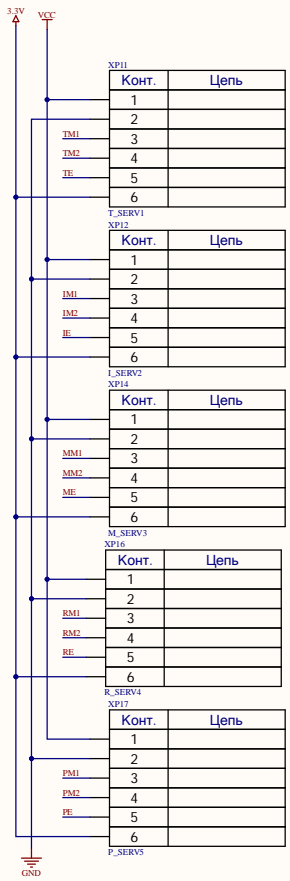 3.3V VCC
XP11
Конт. Цепь
1
2
TM1 3
TM2 4
TE 5
6
T_SERV1
XP12
Конт. Цепь
1
2
IM1 3
IM2 4
IE 5
6
I_SERV2
XP14
Конт. Цепь
1
2
MM1 3
MM2 4
ME 5
6
M_SERV3
XP16
Конт. Цепь
1
2
RM1 3
RM2 4
RE 5
6
R_SERV4
XP17
Конт. Цепь
1
2
PM1 3
PM2 4
PE 5
6
P_SERV5
GND